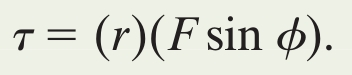 τ = (r)(F sin ϕ).